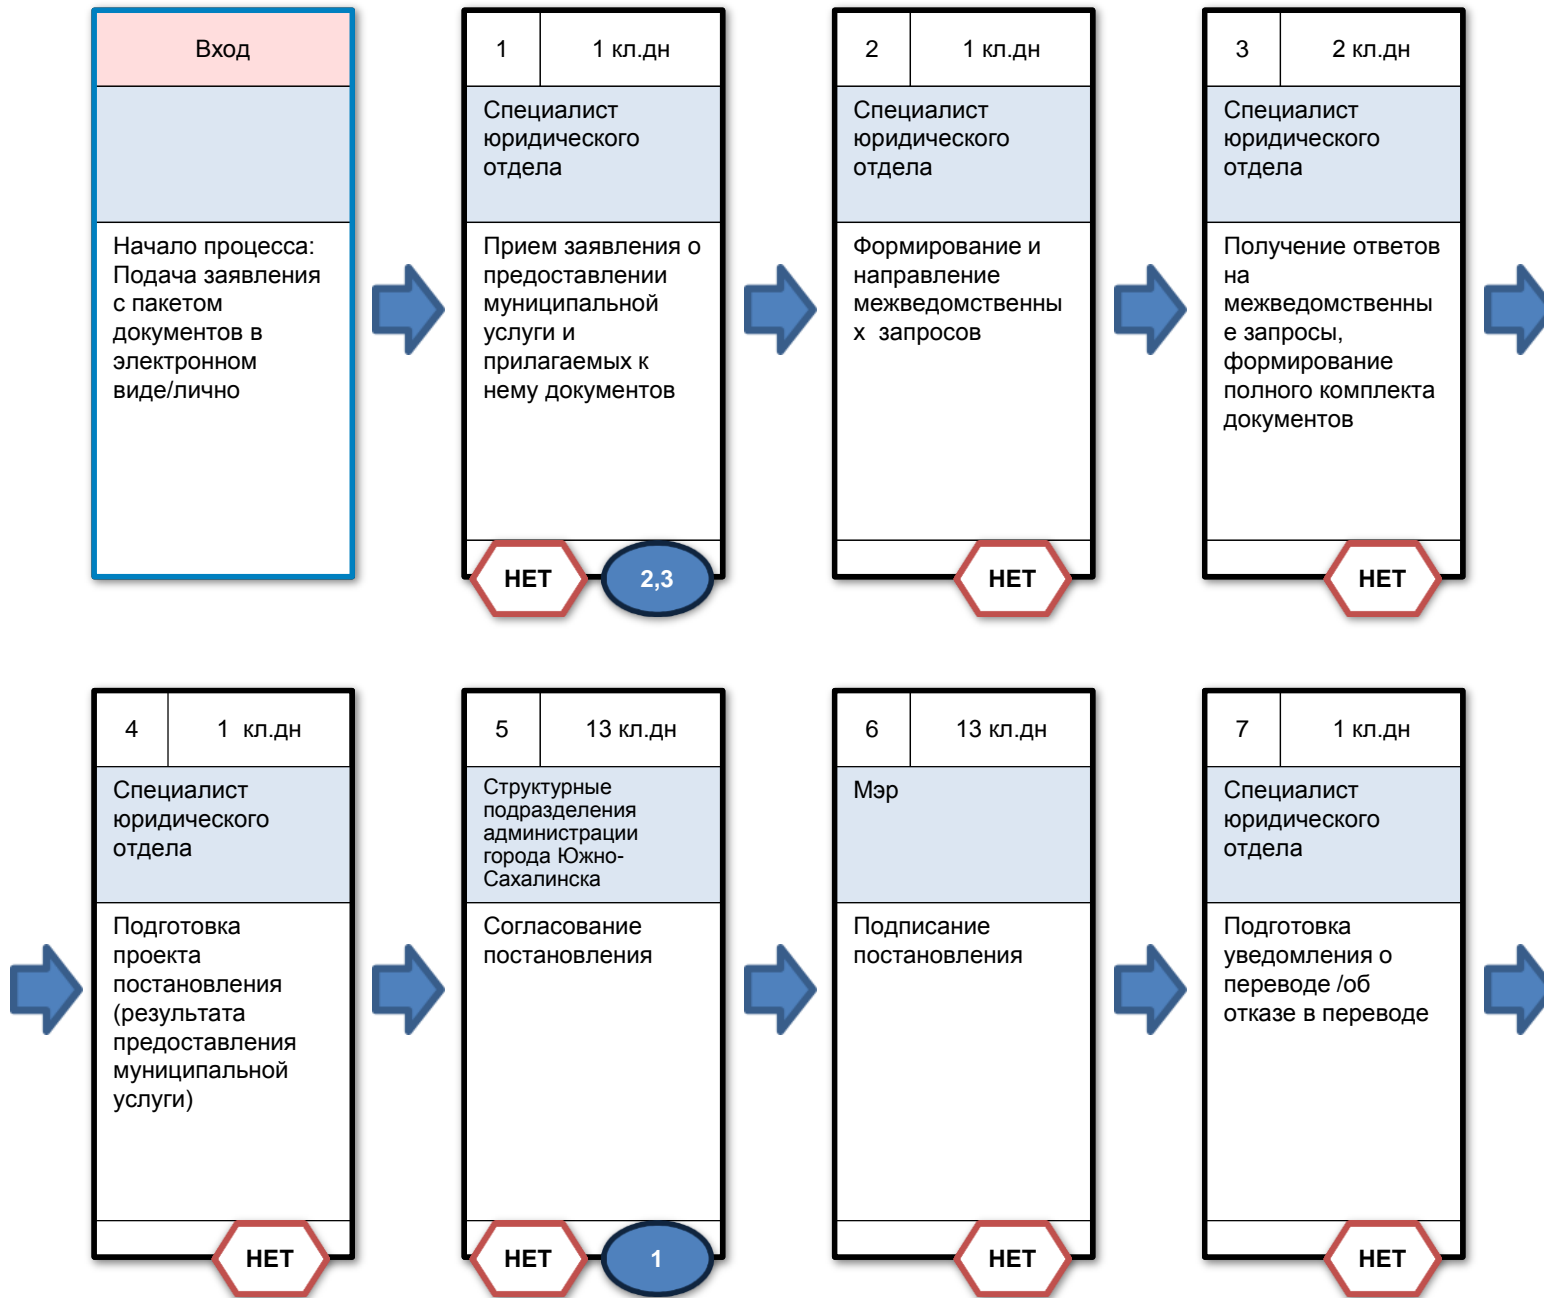 Вход
Начало процесса:
Подача заявления
с пакетом
документов в
электронном
виде/лично
1
1 кл.дн
Специалист
юридического
отдела
Прием заявления о
предоставлении
муниципальной
услуги и
прилагаемых к
нему документов
НЕТ
2,3
2
1 кл.дн
Специалист
юридического
отдела
Формирование и
направление
межведомственны
х запросов
НЕТ
3
2 кл.дн
Специалист
юридического
отдела
Получение ответов
на
межведомственны
е запросы,
формирование
полного комплекта
документов
НЕТ
4
1 кл.дн
Специалист
юридического
отдела
Подготовка
проекта
постановления
(результата
предоставления
муниципальной
услуги)
НЕТ
5
13 кл.дн
Структурные
подразделения
администрации
города Южно-
Сахалинска
Согласование
постановления
НЕТ
1
6
13 кл.дн
Мэр
Подписание
постановления
НЕТ
7
1 кл.дн
Специалист
юридического
отдела
Подготовка
уведомления о
переводе /об
отказе в переводе
НЕТ